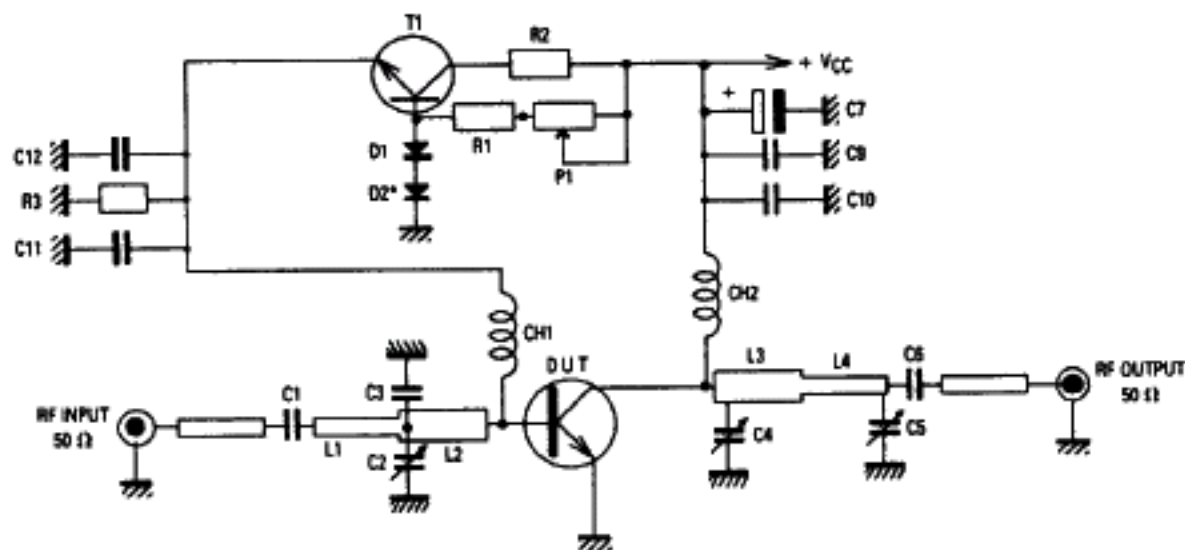 T1
R2
+ VCC
+
C7
R1
P1
C12
D1
C9
R3
D2*
C10
C11
CH2
CH1
L3
L4
C6
RF OUTPUT
50 Ω
DUT
C3
C1
RF INPUT
50 Ω
L1
C2
L2
C4
C5